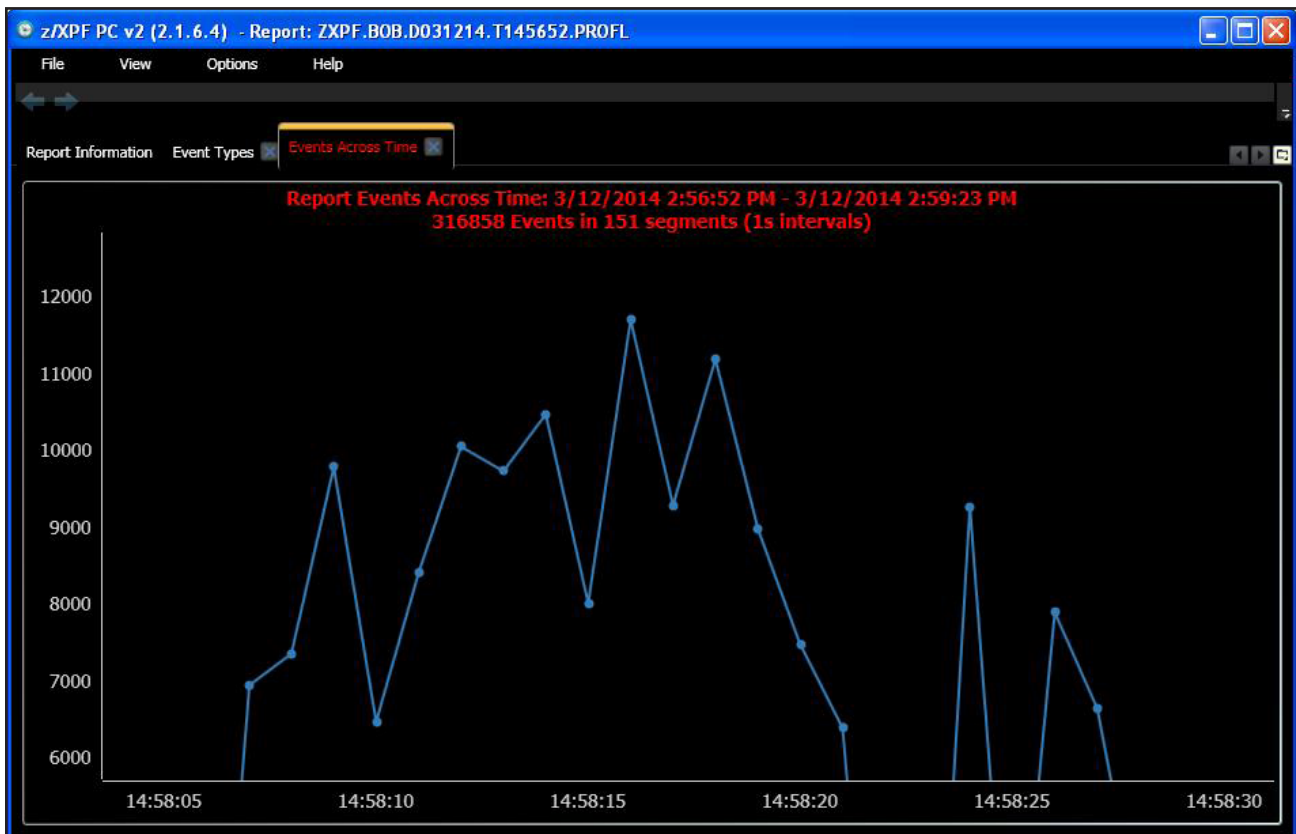 z/XPF PC v2 (2.1.6.4) - Report: ZXPF.BOB.D031214.T145652.PROFL
File View Options Help
Report Information Event Types Events Across Time
Report Events Across Time: 3/12/2014 2:56:52 PM - 3/12/2014 2:59:23 PM
316858 Events in 151 segments (1s intervals)
12000
11000
10000
9000
8000
7000
6000
14:58:05 14:58:10 14:58:15 14:58:20 14:58:25 14:58:30